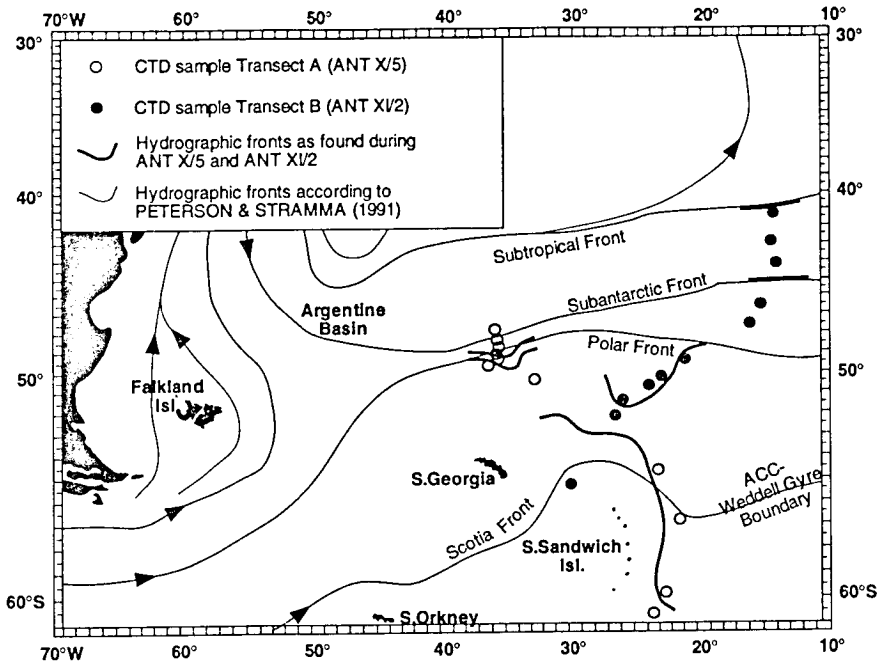 70°W 60° 50° 40° 30° 20° 10°
30° 30°
CTD sample Transect A (ANT X/5)
CTD sample Transect B (ANT XI/2)
Hydrographic fronts as found during
ANT X/5 and ANT XI/2
Hydrographic fronts according to
PETERSON & STRAMMA (1991)
40° 40°
Subtropical Front
Subantarctic Front
Argentine
Basin
Polar Front
50° 50°
Falkland
Isl.
S.Georgia
ACC-
Weddell Gyre
Boundary
Scotia Front
S.Sandwich
Isl.
60°S 60°S
S.Orkney
70°W 60° 50° 40° 30° 20° 10°